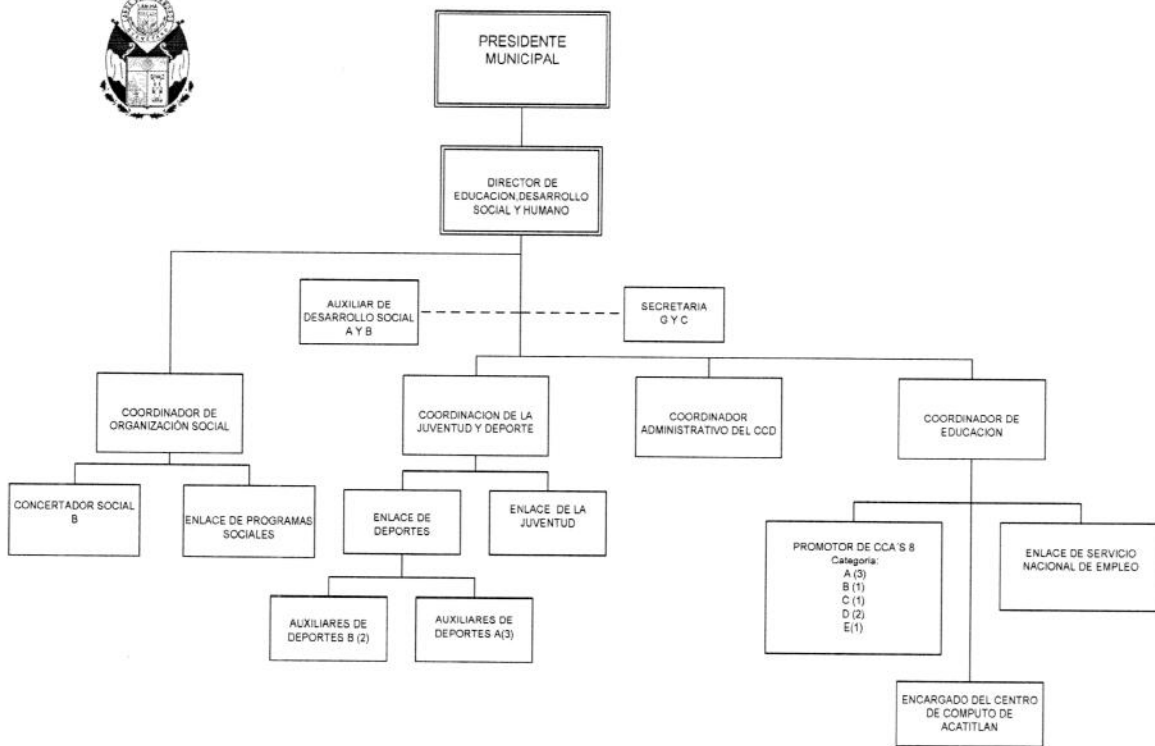 PRESIDENTE
MUNICIPAL
DIRECTOR DE
EDUCACION,DESARROLLO
SOCIAL Y HUMANO
AUXILIAR DE
DESARROLLO SOCIAL
A Y B
SECRETARIA
G Y C
COORDINADOR DE
ORGANIZACIÓN SOCIAL
COORDINACION DE LA
JUVENTUD Y DEPORTE
COORDINADOR
ADMINISTRATIVO DEL CCD
COORDINADOR DE
EDUCACION
CONCERTADOR SOCIAL
B
ENLACE DE PROGRAMAS
SOCIALES
ENLACE DE
DEPORTES
ENLACE DE LA
JUVENTUD
PROMOTOR DE CCA´S 8
Categoria:
A (3)
B (1)
C (1)
D (2)
E(1)
ENLACE DE SERVICIO
NACIONAL DE EMPLEO
AUXILIARES DE
DEPORTES B (2)
AUXILIARES DE
DEPORTES A(3)
ENCARGADO DEL CENTRO
DE COMPUTO DE
ACATITLAN